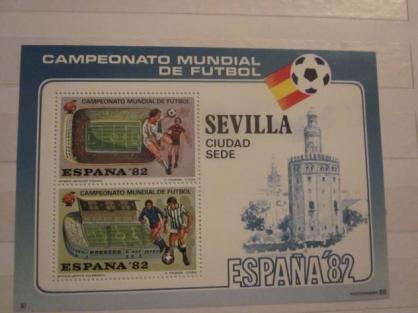 CAMPEONATO MUNDIAL
DE FUTBOL
CAMPEONATO MUNDIAL DE FUTBOL
ESPAÑA '82
CAMPEONATO MUNDIAL DE FUTBOL
ESPAÑA '82
SEVILLA
CIUDAD
SEDE
ESPAÑA'82